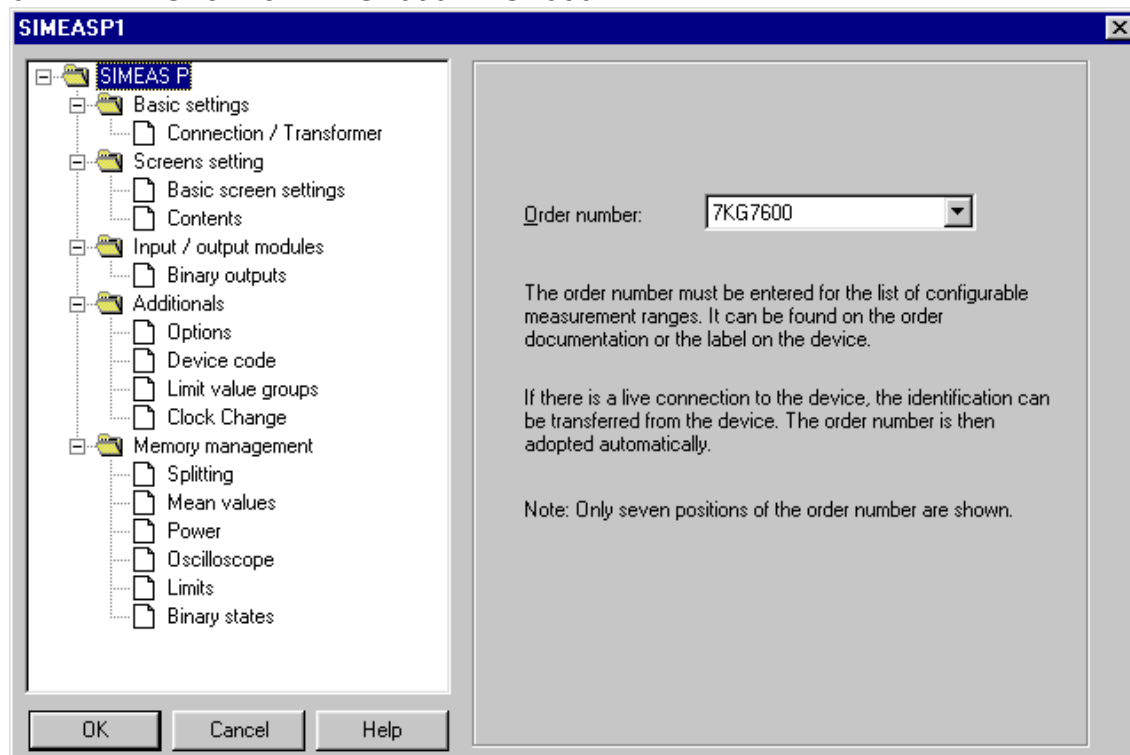 SIMEASP1
SIMEAS P
Basic settings
Connection / Transformer
Screens setting
Basic screen settings
Contents
Input / output modules
Binary outputs
Additionals
Options
Device code
Limit value groups
Clock Change
Memory management
Splitting
Mean values
Power
Oscilloscope
Limits
Binary states
OK
Cancel
Help
Order number:
7KG7600
The order number must be entered for the list of configurable
measurement ranges. It can be found on the order
documentation or the label on the device.
If there is a live connection to the device, the identification can
be transferred from the device. The order number is then
adopted automatically.
Note: Only seven positions of the order number are shown.